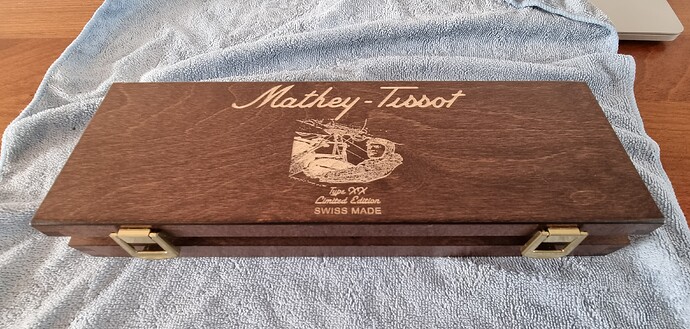 Mathey-Tissot
Type XX
Limited Edition
SWISS MADE